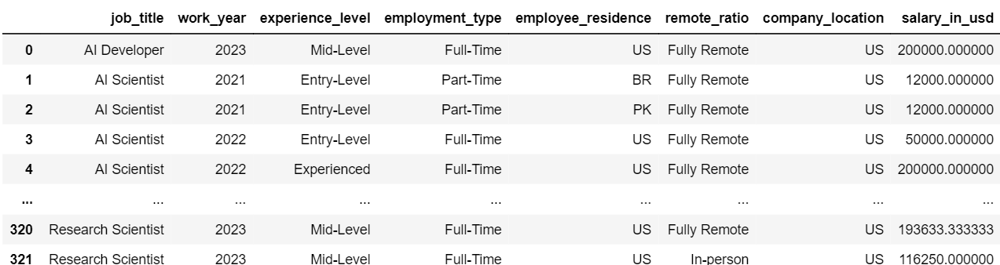 job_title work_year experience_level employment_type employee_residence remote_ratio company_location salary_in_usd
0 AI Developer 2023 Mid-Level Full-Time US Fully Remote US 200000.000000
1 AI Scientist 2021 Entry-Level Part-Time BR Fully Remote US 12000.000000
2 AI Scientist 2021 Entry-Level Part-Time PK Fully Remote US 12000.000000
3 AI Scientist 2022 Entry-Level Full-Time US Fully Remote US 50000.000000
4 AI Scientist 2022 Experienced Full-Time US Fully Remote US 200000.000000
... ... ... ... ... ... ... ... ...
320 Research Scientist 2023 Mid-Level Full-Time US Fully Remote US 193633.333333
321 Research Scientist 2023 Mid-Level Full-Time US In-person US 116250.000000